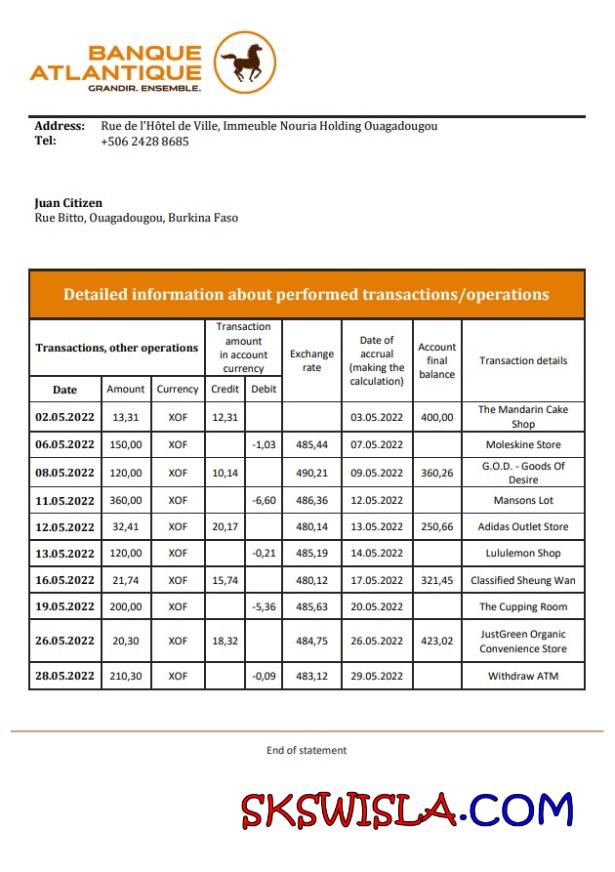 BANQUE
ATLANTIQUE
GRANDIR. ENSEMBLE.
Address: Rue de l'Hôtel de Ville, Immeuble Nouria Holding Ouagadougou
Tel: +506 2428 8685
Juan Citizen
Rue Bitto, Ouagadougou, Burkina Faso
Detailed information about performed transactions/operations
Transactions, other operations
Transaction
amount
in account
currency
Exchange
rate
Date of
accrual
(making the
calculation)
Account
final
balance
Transaction details
Date Amount Currency Credit Debit
02.05.2022 13,31 XOF 12,31 03.05.2022 400,00 The Mandarin Cake
Shop
06.05.2022 150,00 XOF -1,03 485,44 07.05.2022 Moleskine Store
08.05.2022 120,00 XOF 10,14 490,21 09.05.2022 360,26 G.O.D. - Goods Of
Desire
11.05.2022 360,00 XOF -6,60 486,36 12.05.2022 Mansons Lot
12.05.2022 32,41 XOF 20,17 480,14 13.05.2022 250,66 Adidas Outlet Store
13.05.2022 120,00 XOF -0,21 485,19 14.05.2022 Lululemon Shop
16.05.2022 21,74 XOF 15,74 480,12 17.05.2022 321,45 Classified Sheung Wan
19.05.2022 200,00 XOF -5,36 485,63 20.05.2022 The Cupping Room
26.05.2022 20,30 XOF 18,32 484,75 26.05.2022 423,02 JustGreen Organic
Convenience Store
28.05.2022 210,30 XOF -0,09 483,12 29.05.2022 Withdraw ATM
End of statement
SKSWISLA.COM